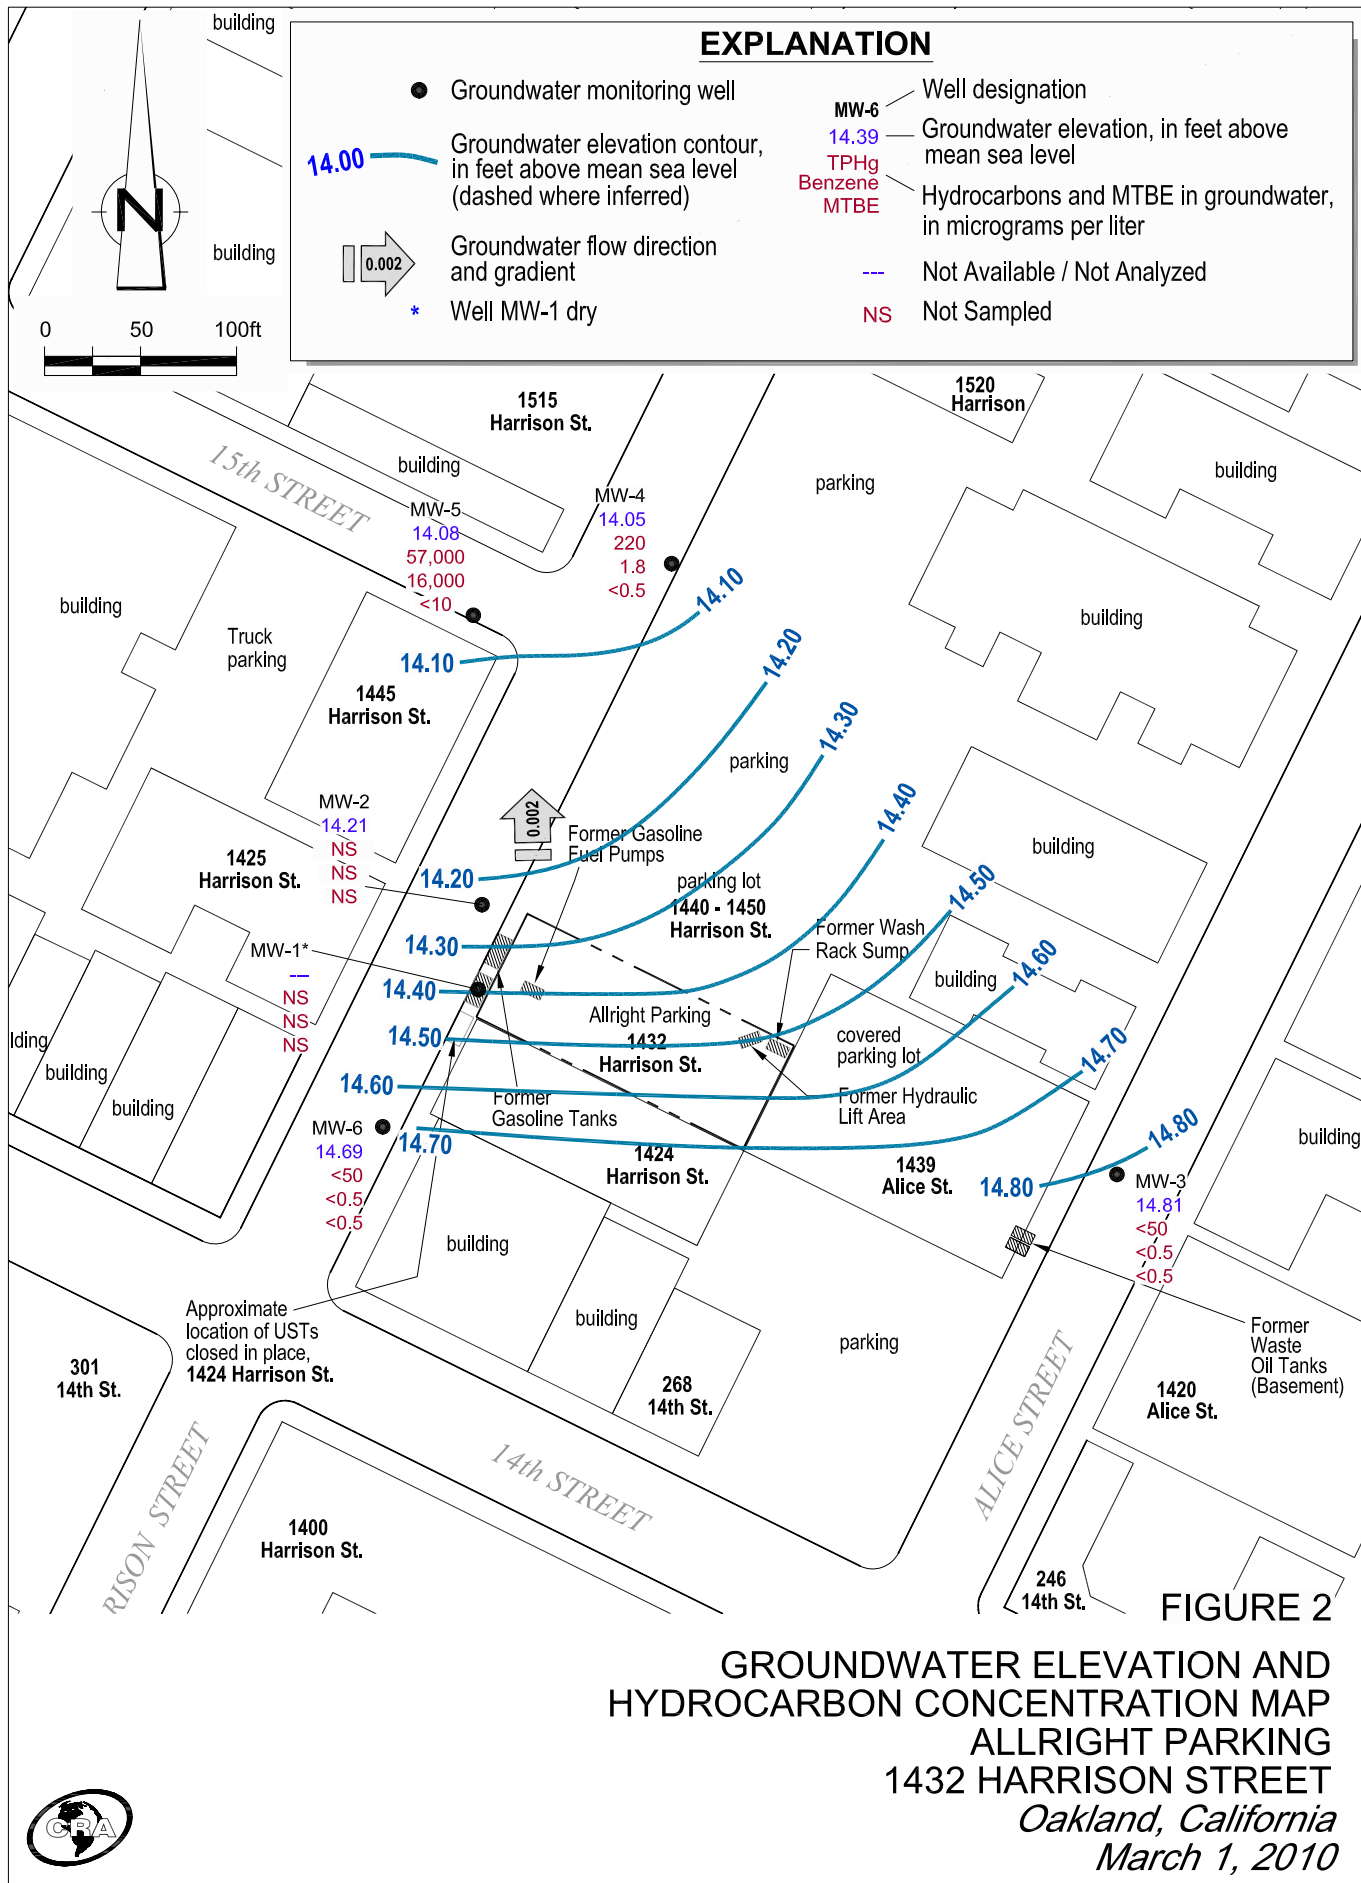 building
building
N
0 50 100ft
EXPLANATION
Groundwater monitoring well
14.00
Groundwater elevation contour,
in feet above mean sea level
(dashed where inferred)
0.002
Groundwater flow direction
and gradient
* Well MW-1 dry
MW-6
Well designation
14.39
Groundwater elevation, in feet above
mean sea level
TPHg
Benzene
MTBE
Hydrocarbons and MTBE in groundwater,
in micrograms per liter
--- Not Available / Not Analyzed
NS Not Sampled
1515
Harrison St.
1520
Harrison
building
building
parking
15th STREET
MW-5
14.08
57,000
16,000
<10
MW-4
14.05
220
1.8
<0.5
building
building
Truck
parking
1445
Harrison St.
14.10
14.10
14.20
14.30
parking
14.40
MW-2
14.21
NS
NS
NS
1425
Harrison St.
0.002
Former Gasoline
Fuel Pumps
building
14.20
parking lot
1440 - 1450
Harrison St.
14.50
Former Wash
Rack Sump
MW-1*
---
NS
NS
NS
14.30
14.40
14.50
14.60
building
14.60
Allright Parking
1432
Harrison St.
covered
parking lot
14.70
lding
building
building
Former
Gasoline Tanks
Former Hydraulic
Lift Area
MW-6
14.69
<50
<0.5
<0.5
14.70
1424
Harrison St.
1439
Alice St.
14.80
14.80
building
MW-3
14.81
<50
<0.5
<0.5
building
building
parking
Approximate
location of USTs
closed in place,
1424 Harrison St.
Former
Waste
Oil Tanks
(Basement)
301
14th St.
268
14th St.
1420
Alice St.
14th STREET
ALICE STREET
RISON STREET
1400
Harrison St.
246
14th St.
FIGURE 2
GROUNDWATER ELEVATION AND
HYDROCARBON CONCENTRATION MAP
ALLRIGHT PARKING
1432 HARRISON STREET
Oakland, California
March 1, 2010
CRA